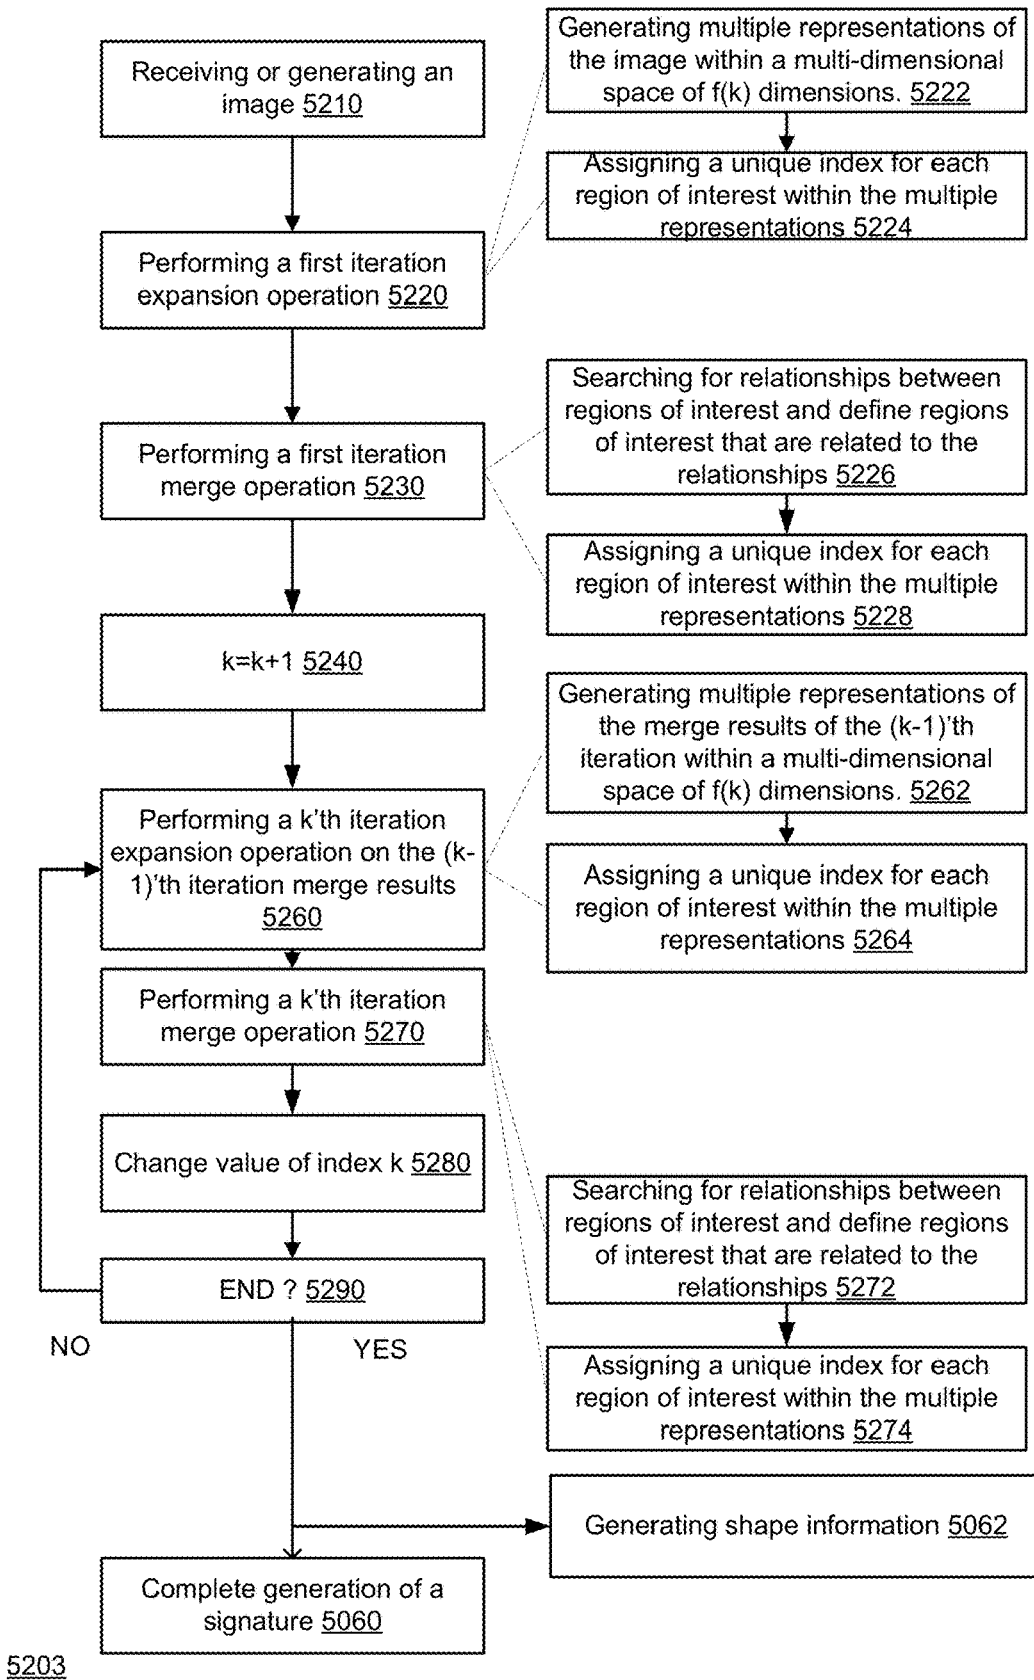 Receiving or generating an
image 5210
Generating multiple representations of
the image within a multi-dimensional
space of f(k) dimensions. 5222
Assigning a unique index for each
region of interest within the multiple
representations 5224
Performing a first iteration
expansion operation 5220
Searching for relationships between
regions of interest and define regions
of interest that are related to the
relationships 5226
Performing a first iteration
merge operation 5230
Assigning a unique index for each
region of interest within the multiple
representations 5228
k=k+1 5240
Generating multiple representations of
the merge results of the (k-1)'th
iteration within a multi-dimensional
space of f(k) dimensions. 5262
Performing a k'th iteration
expansion operation on the (k-
1)'th iteration merge results
5260
Assigning a unique index for each
region of interest within the multiple
representations 5264
Performing a k'th iteration
merge operation 5270
Change value of index k 5280
Searching for relationships between
regions of interest and define regions
of interest that are related to the
relationships 5272
END ? 5290
NO
YES
Assigning a unique index for each
region of interest within the multiple
representations 5274
Generating shape information 5062
Complete generation of a
signature 5060
5203